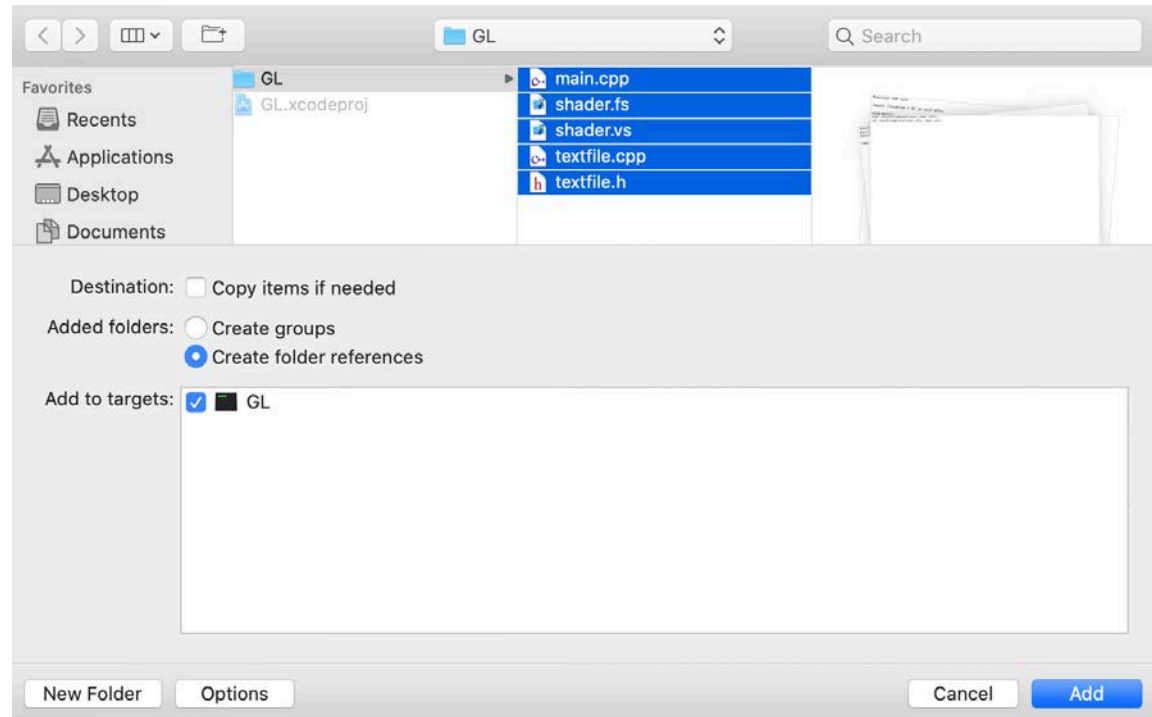 GL
Search
Favorites
Recents
Applications
Desktop
Documents
GL
GL.xcodeproj
main.cpp
shader.fs
shader.vs
textfile.cpp
textfile.h
Destination: Copy items if needed
Added folders: Create groups
Create folder references
Add to targets: GL
New Folder Options Cancel Add